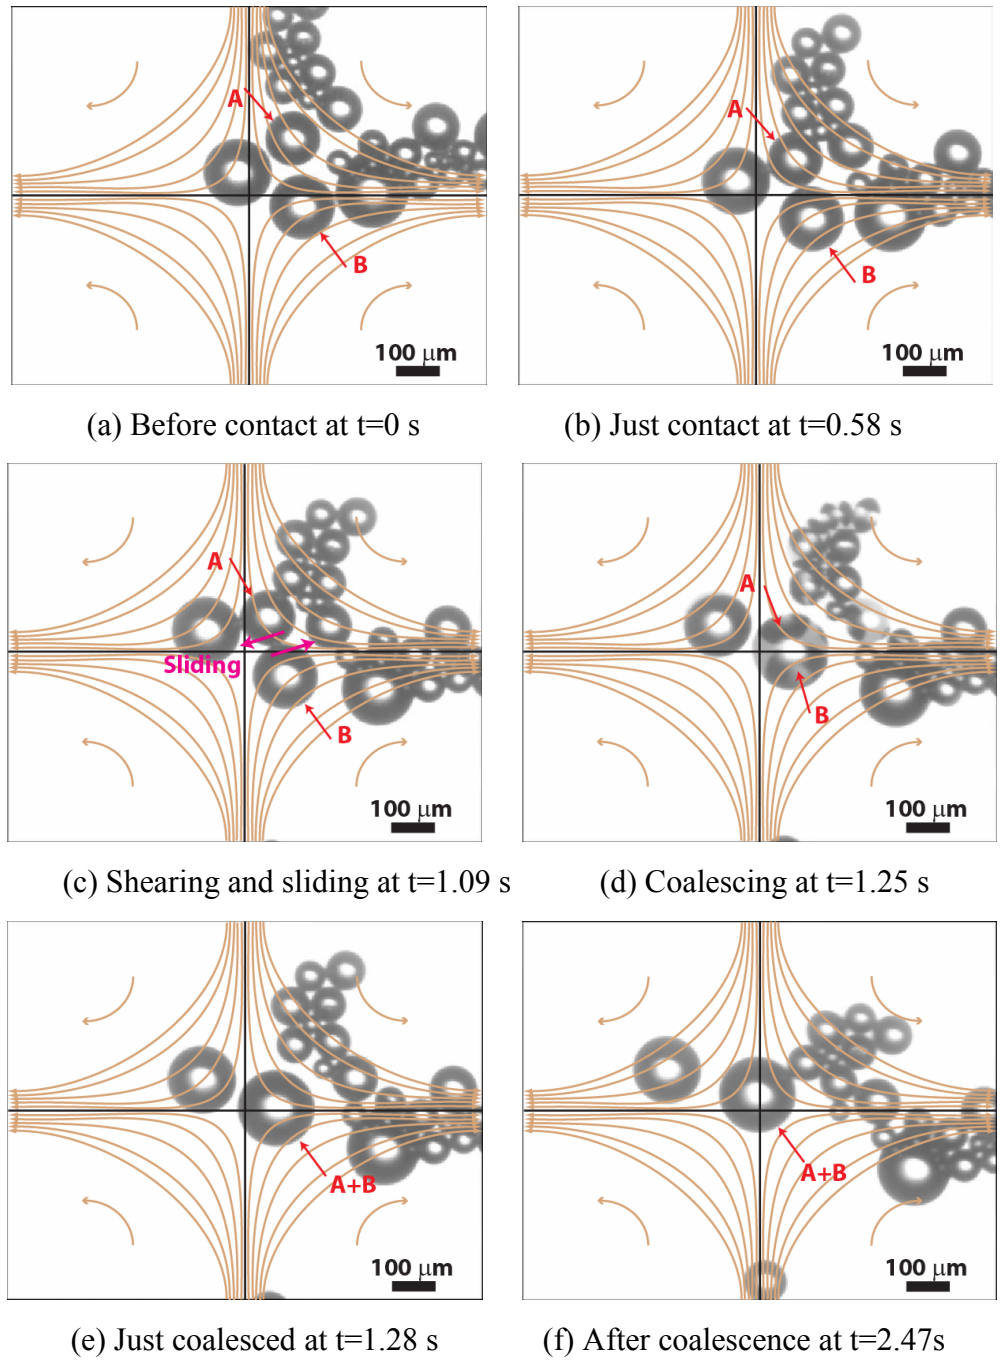 A
B
100 μm
(a) Before contact at t=0 s
A
B
100 μm
(b) Just contact at t=0.58 s
A
Sliding
B
100 μm
(c) Shearing and sliding at t=1.09 s
A
B
100 μm
(d) Coalescing at t=1.25 s
A+B
100 μm
(e) Just coalesced at t=1.28 s
A+B
100 μm
(f) After coalescence at t=2.47s